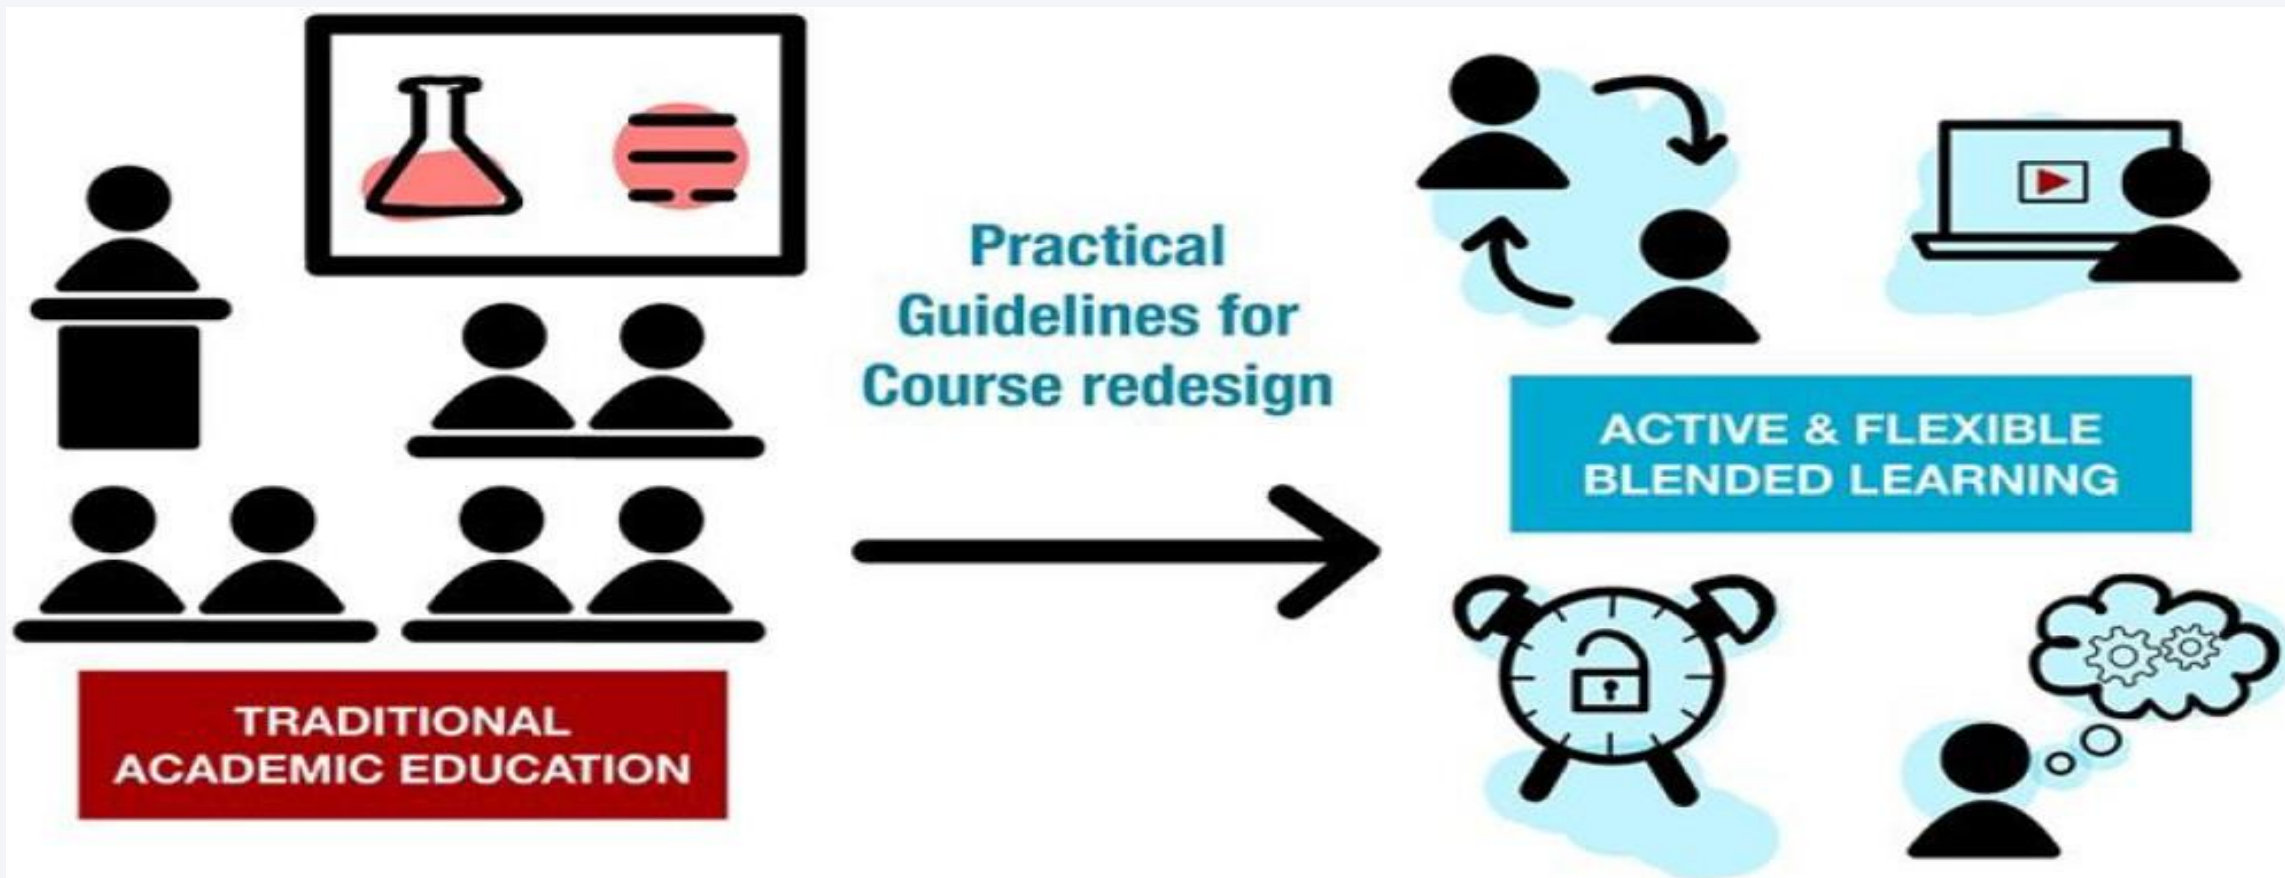 Practical
Guidelines for
Course redesign
TRADITIONAL
ACADEMIC EDUCATION
ACTIVE & FLEXIBLE
BLENDED LEARNING